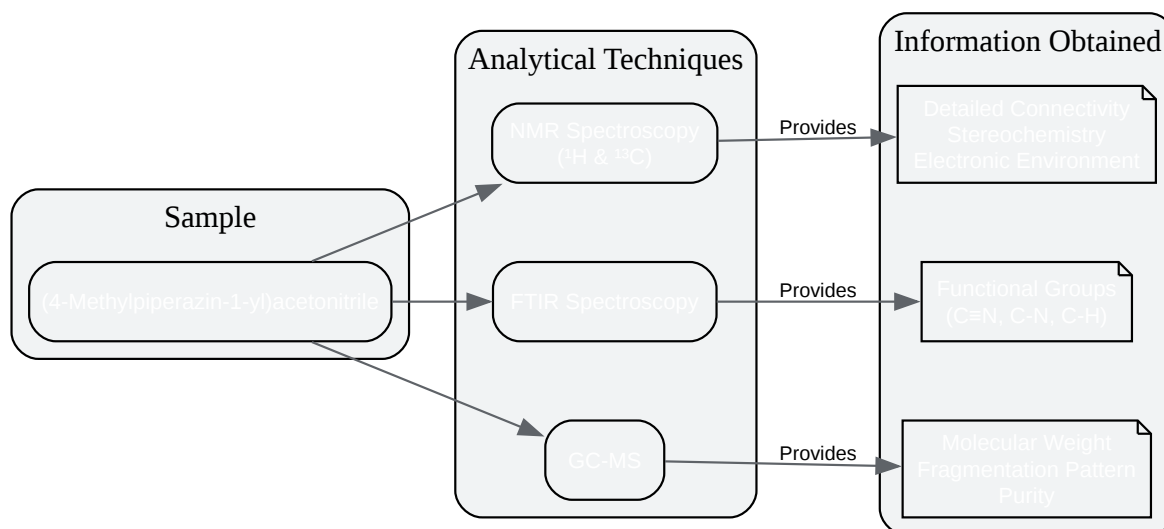 Sample
(4-Methylpiperazin-1-yl)acetonitrile
Analytical Techniques
NMR Spectroscopy
(¹H & ¹³C)
FTIR Spectroscopy
GC-MS
Provides
Provides
Provides
Information Obtained
Detailed Connectivity
Stereochemistry
Electronic Environment
Functional Groups
(C≡N, C-N, C-H)
Molecular Weight
Fragmentation Pattern
Purity